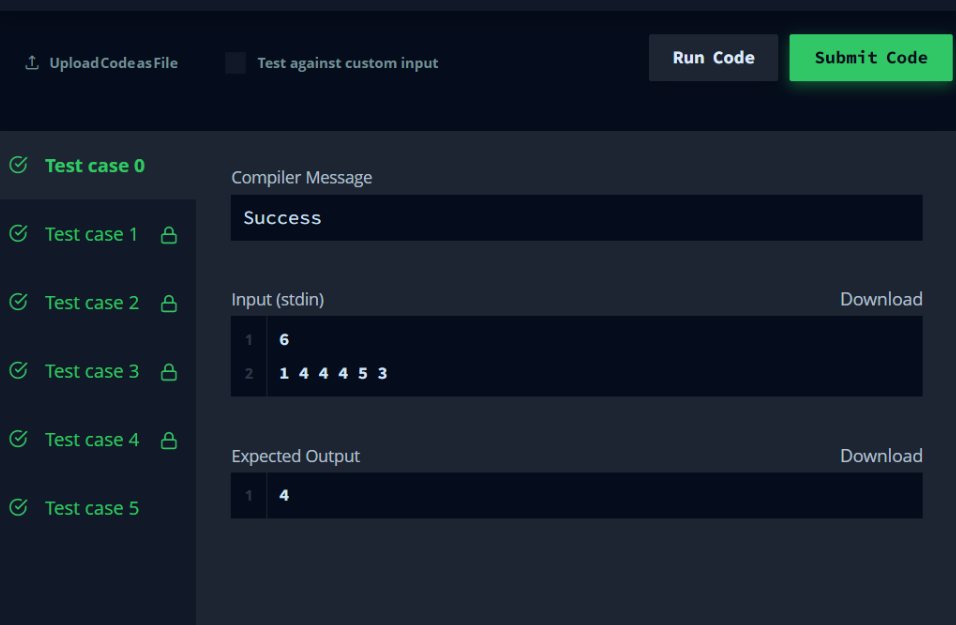 Upload Code as File
Test against custom input
Run Code
Submit Code
Test case 0
Test case 1
Test case 2
Test case 3
Test case 4
Test case 5
Compiler Message
Success
Input (stdin)
Download
1 6
2 1 4 4 4 5 3
Expected Output
Download
1 4